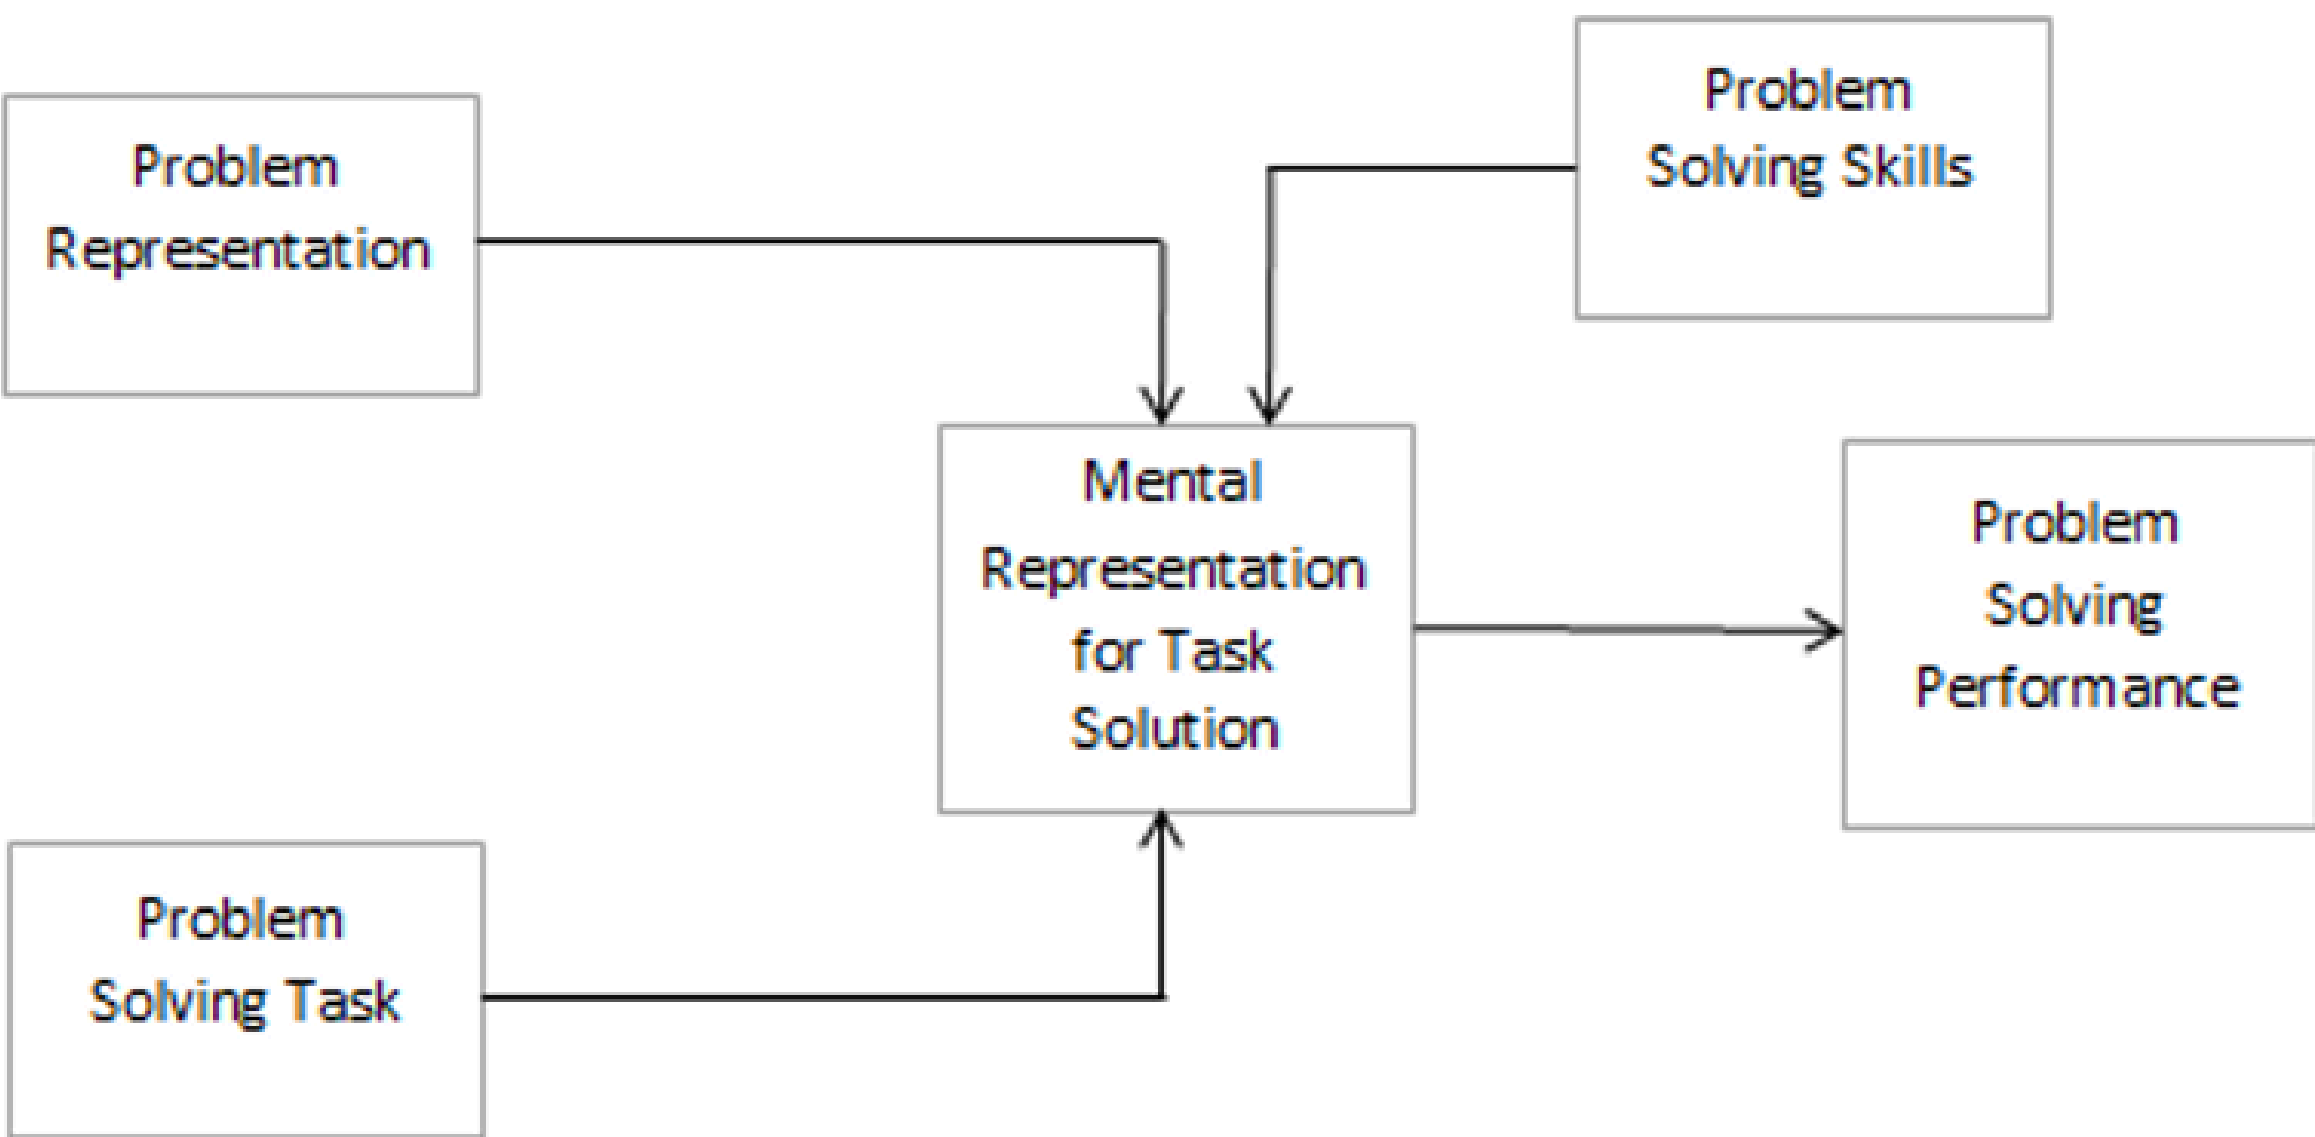 Problem
Representation
Problem
Solving Skills
Mental
Representation
for Task
Solution
Problem
Solving
Performance
Problem
Solving Task